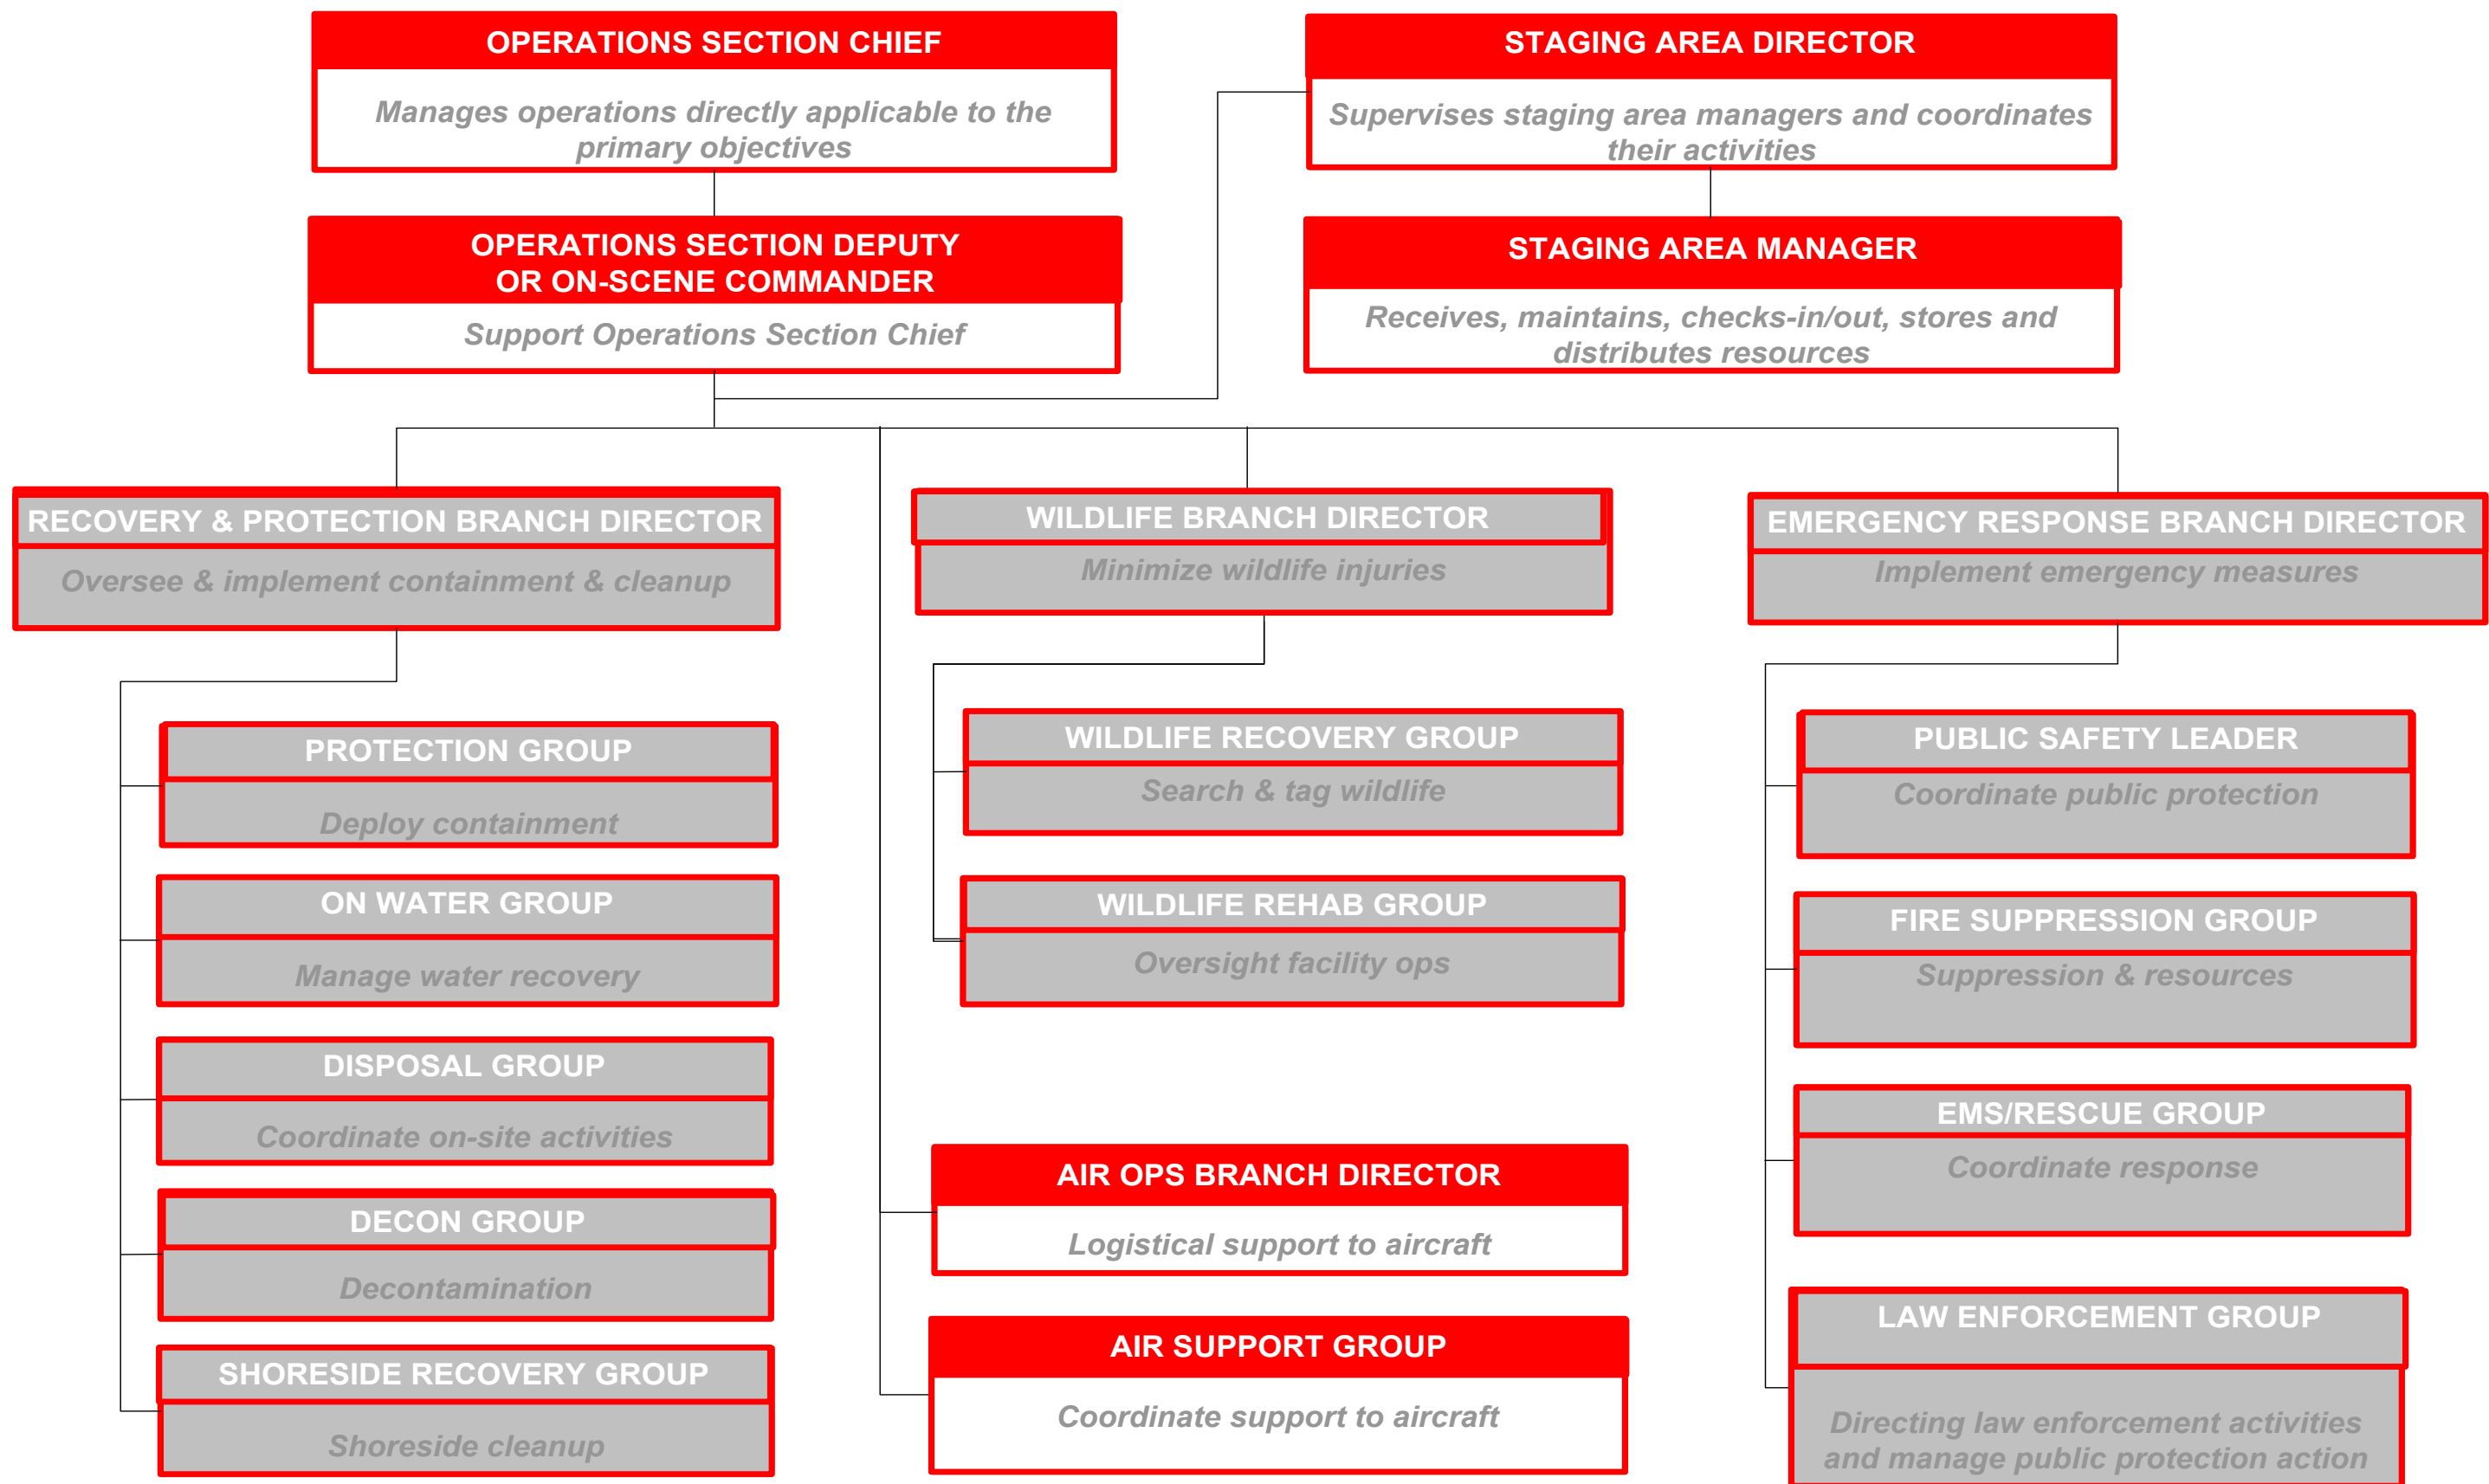 OPERATIONS SECTION CHIEF
Manages operations directly applicable to the
primary objectives
STAGING AREA DIRECTOR
Supervises staging area managers and coordinates
their activities
OPERATIONS SECTION DEPUTY
OR ON-SCENE COMMANDER
Support Operations Section Chief
STAGING AREA MANAGER
Receives, maintains, checks-in/out, stores and
distributes resources
RECOVERY & PROTECTION BRANCH DIRECTOR
Oversee & implement containment & cleanup
WILDLIFE BRANCH DIRECTOR
Minimize wildlife injuries
EMERGENCY RESPONSE BRANCH DIRECTOR
Implement emergency measures
PROTECTION GROUP
Deploy containment
ON WATER GROUP
Manage water recovery
DISPOSAL GROUP
Coordinate on-site activities
DECON GROUP
Decontamination
SHORESIDE RECOVERY GROUP
Shoreside cleanup
WILDLIFE RECOVERY GROUP
Search & tag wildlife
WILDLIFE REHAB GROUP
Oversight facility ops
AIR OPS BRANCH DIRECTOR
Logistical support to aircraft
AIR SUPPORT GROUP
Coordinate support to aircraft
PUBLIC SAFETY LEADER
Coordinate public protection
FIRE SUPPRESSION GROUP
Suppression & resources
EMS/RESCUE GROUP
Coordinate response
LAW ENFORCEMENT GROUP
Directing law enforcement activities
and manage public protection action